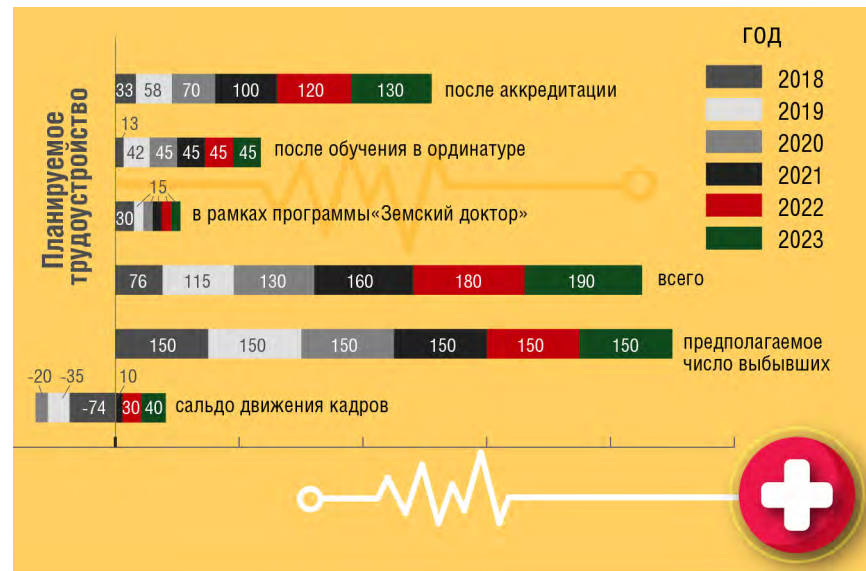 год
2018
2019
2020
2021
2022
2023
Планируемое
трудоустройство
33 58 70 100 120 130 после аккредитации
13
42 45 45 45 45 после обучения в ординатуре
15
30 в рамках программы«Земский доктор»
76 115 130 160 180 190 всего
150 150 150 150 150 150 предполагаемое
число выбывших
-20 -35 10
-74 30 40 сальдо движения кадров